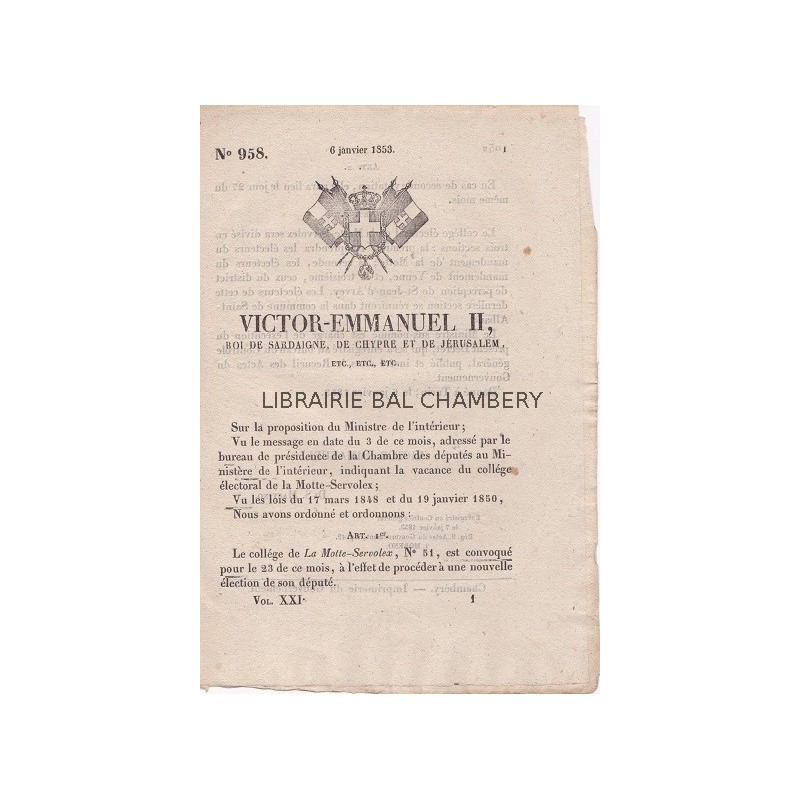 Nº 958.
6 janvier 1853.
VICTOR-EMMANUEL II,
ROI DE SARDAIGNE, DE CHYPRE ET DE JÉRUSALEM,
ETC., ETC., ETC.
LIBRAIRIE BAL CHAMBERY
Sur la proposition du Ministre de l'intérieur;
Vu le message en date du 3 de ce mois, adressé par le
bureau de présidence de la Chambre des députés au Mi-
nistère de l'intérieur, indiquant la vacance du collége
électoral de la Motte-Servolex;
Vu les lois du 17 mars 1848 et du 19 janvier 1850,
Nous avons ordonné et ordonnons:
ART. 1er.
Le collége de La Motte-Servolex, Nº 51, est convoqué
pour le 23 de ce mois, à l'effet de procéder à une nouvelle
élection de son député.
VOL. XXI.
1